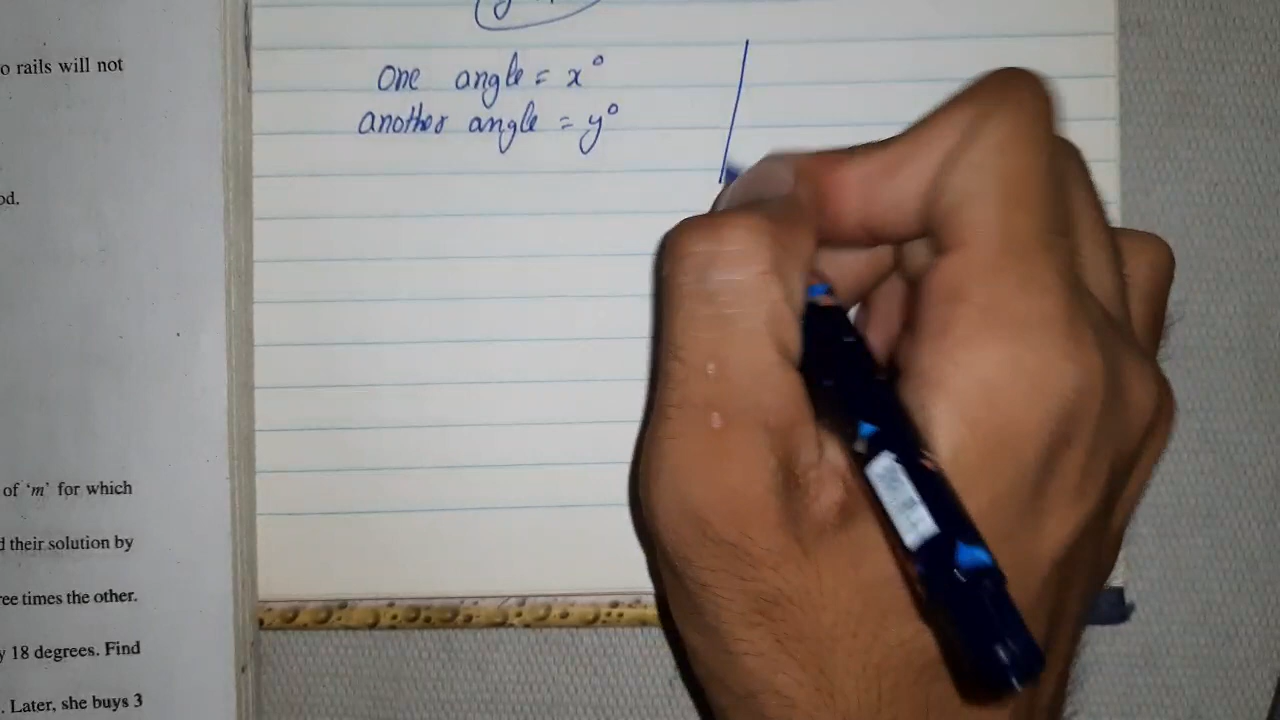 o rails will not
od.
of ‘m’ for which
d their solution by
ree times the other.
y 18 degrees. Find
. Later, she buys 3
One angle = x°
another angle = y°